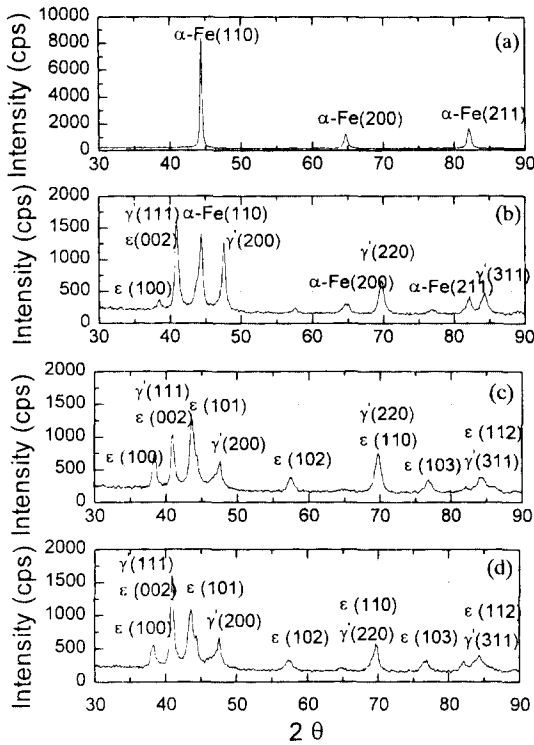 10000
8000
6000
4000
2000
0
Intensity (cps)
α-Fe(110)
(a)
α-Fe(200)
α-Fe(211)
30 40 50 60 70 80 90
2000
1500
1000
500
0
Intensity (cps)
γ'(111) α-Fe(110)
(b)
ε(002) γ'(200)
γ'(220)
ε (100)
α-Fe(200)
α-Fe(211)
γ'(311)
30 40 50 60 70 80 90
2000
1500
1000
500
0
Intensity (cps)
γ'(111)
(c)
ε (002) ε (101)
γ'(220)
ε (110)
ε (112)
ε (100)
γ'(200)
ε (102)
ε (103)
γ'(311)
30 40 50 60 70 80 90
2000
1500
1000
500
0
Intensity (cps)
γ'(111)
(d)
ε (002) ε (101)
ε (110)
ε (112)
ε (100)
γ'(200)
ε (102)
γ'(220)
ε (103)
γ'(311)
30 40 50 60 70 80 90
2 θ